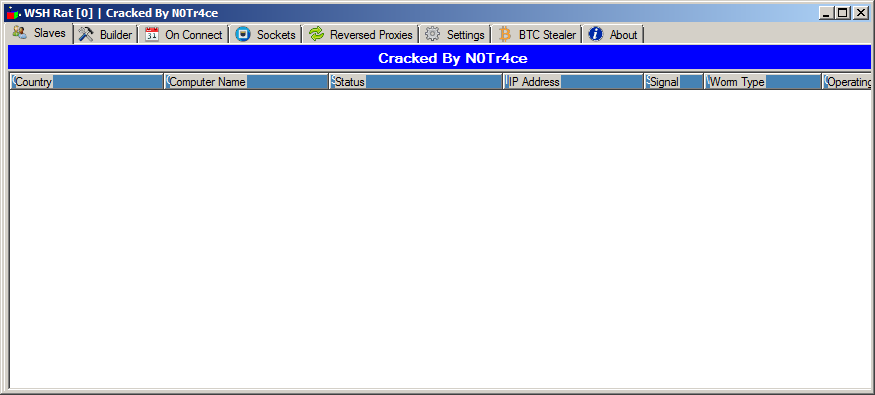 WSH Rat [0] | Cracked By N0Tr4ce
Slaves Builder 31 On Connect Sockets Reversed Proxies Settings BTC Stealer About
Cracked By N0Tr4ce
Country Computer Name Status IP Address Signal Worm Type Operating